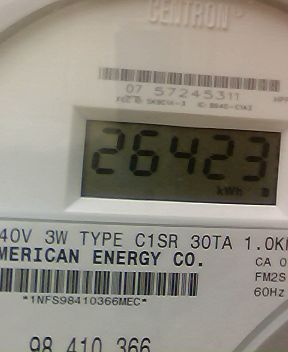 CENTRON
07 57245311
26423
kWh
40V 3W TYPE C1SR 30TA 1.0K
MERICAN ENERGY CO.
CA 0
FM2S
60Hz
*1NFS98410366MEC*
98 410 366